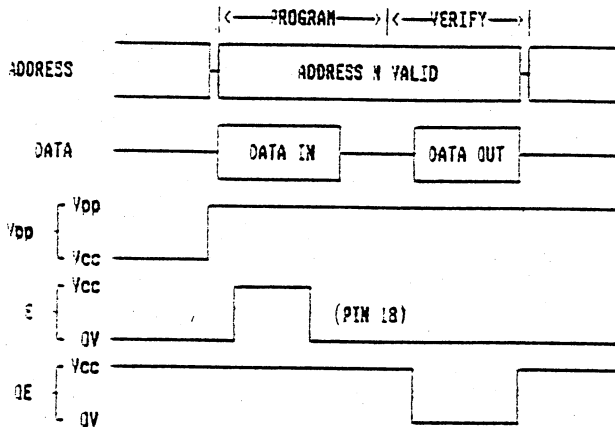 |<—PROGRAM—>|<—VERIFY—>|
ADDRESS
ADDRESS N VALID
DATA
DATA IN
DATA OUT
Vpp
Vpp
Vcc
E
Vcc
0V
(PIN 18)
OE
Vcc
0V